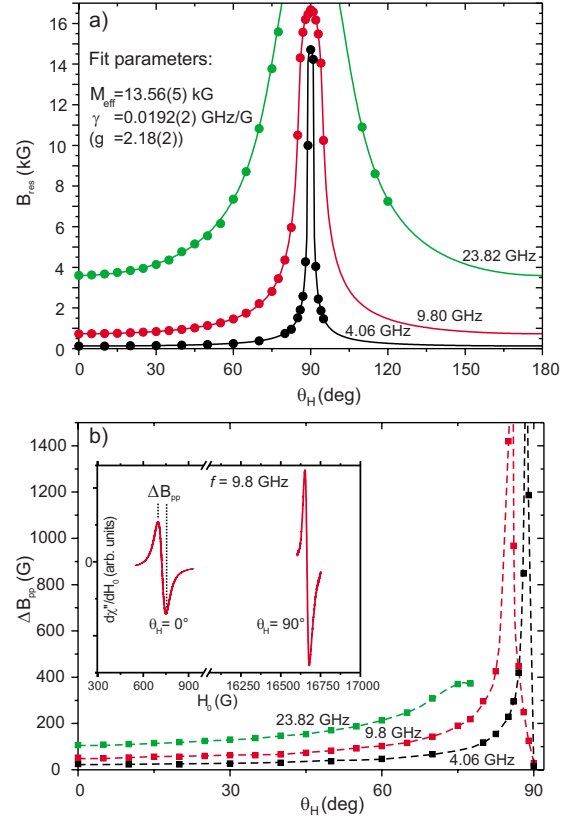 a)
Fit parameters:
M_eff=13.56(5) kG
γ =0.0192(2) GHz/G
(g =2.18(2))
B_res (kG)
16
14
12
10
8
6
4
2
0
23.82 GHz
9.80 GHz
4.06 GHz
0 30 60 90 120 150 180
θ_H (deg)
b)
ΔB_pp (G)
1400
1200
1000
800
600
400
200
0
ΔB_pp
f = 9.8 GHz
dχ"/dH_0 (arb. units)
0
θ_H= 0°
θ_H= 90°
300 600 900 16250 16500 16750 17000
H_0 (G)
23.82 GHz
9.8 GHz
4.06 GHz
0 30 60 90
θ_H (deg)